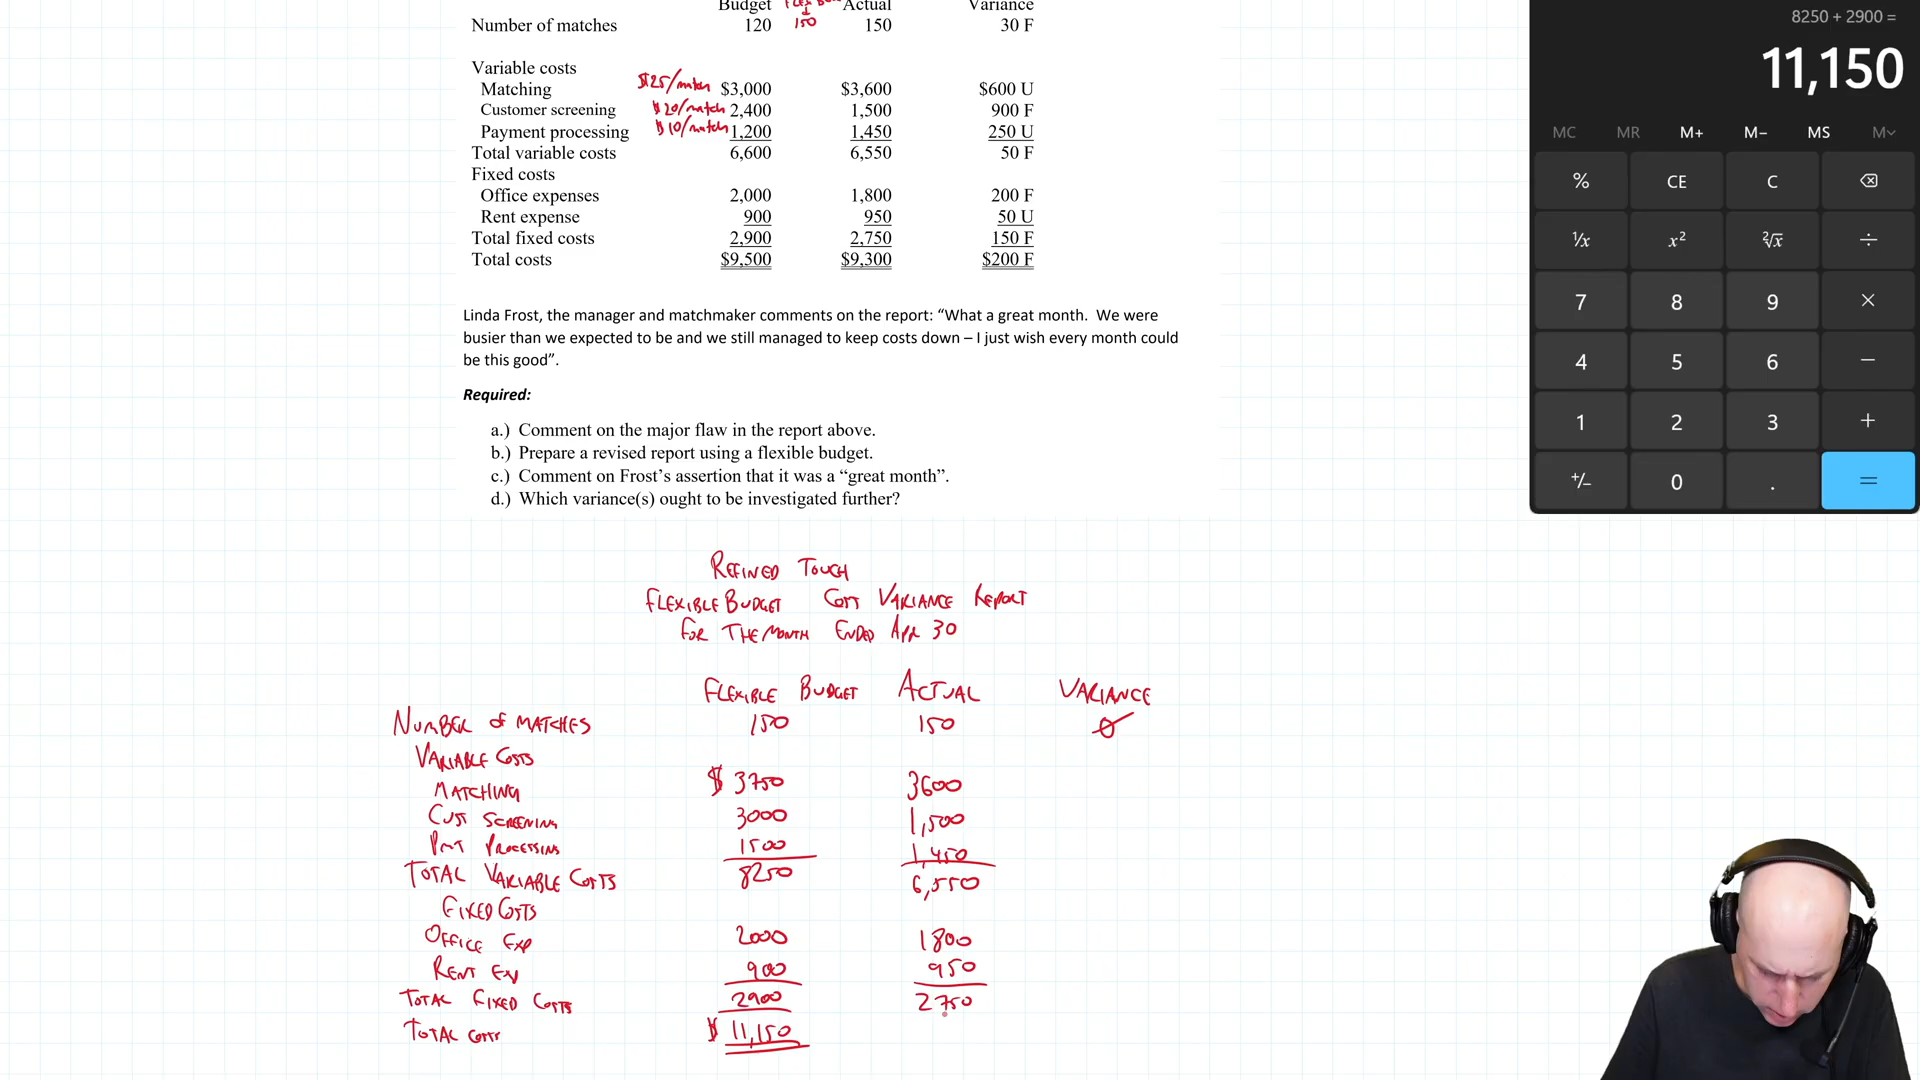 Budget Actual Variance
Number of matches 120 150 150 30 F
Variable costs
Matching $25/match $3,000 $3,600 $600 U
Customer screening $20/match 2,400 1,500 900 F
Payment processing $10/match 1,200 1,450 250 U
Total variable costs 6,600 6,550 50 F
Fixed costs
Office expenses 2,000 1,800 200 F
Rent expense 900 950 50 U
Total fixed costs 2,900 2,750 150 F
Total costs $9,500 $9,300 $200 F
Linda Frost, the manager and matchmaker comments on the report: “What a great month. We were
busier than we expected to be and we still managed to keep costs down – I just wish every month could
be this good”.
Required:
a.) Comment on the major flaw in the report above.
b.) Prepare a revised report using a flexible budget.
c.) Comment on Frost’s assertion that it was a “great month”.
d.) Which variance(s) ought to be investigated further?
REFINED TOUCH
FLEXIBLE BUDGET COST VARIANCE REPORT
FOR THE MONTH ENDED APR 30
FLEXIBLE BUDGET ACTUAL VARIANCE
NUMBER OF MATCHES 150 150 0
VARIABLE COSTS
MATCHING $ 3750 3600
CUST SCREENING 3000 1,500
PMT PROCESSING 1500 1,450
TOTAL VARIABLE COSTS 8250 6,550
FIXED COSTS
OFFICE EXP 2000 1800
RENT EXP 900 950
TOTAL FIXED COSTS 2900 2750
TOTAL COSTS $ 11,150
8250 + 2900 =
11,150
MC MR M+ M− MS M˅
% CE C ⌫
¹/x x² ²√x ÷
7 8 9 ×
4 5 6 −
1 2 3 +
+/− 0 . =